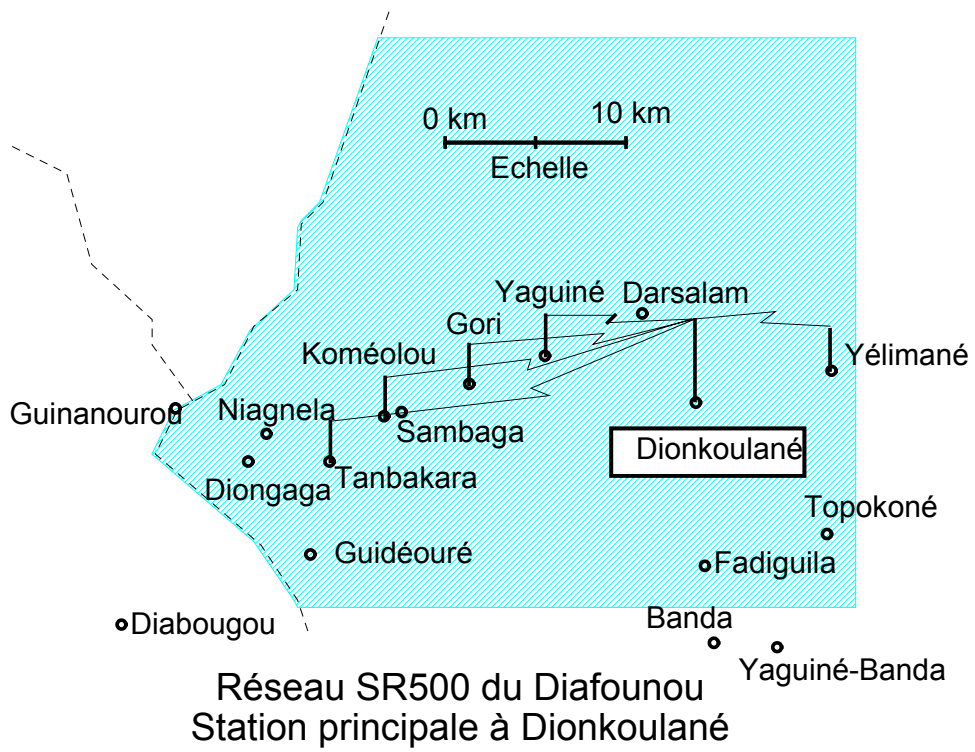 0 km 10 km
Echelle
Yaguiné Darsalam
Gori
Koméolou Yélimané
Guinanourou Niagnela
Sambaga
Dionkoulané
Diongaga Tanbakara
Topokoné
Guidéouré Fadiguila
Diabougou Banda
Yaguiné-Banda
Réseau SR500 du Diafounou
Station principale à Dionkoulané